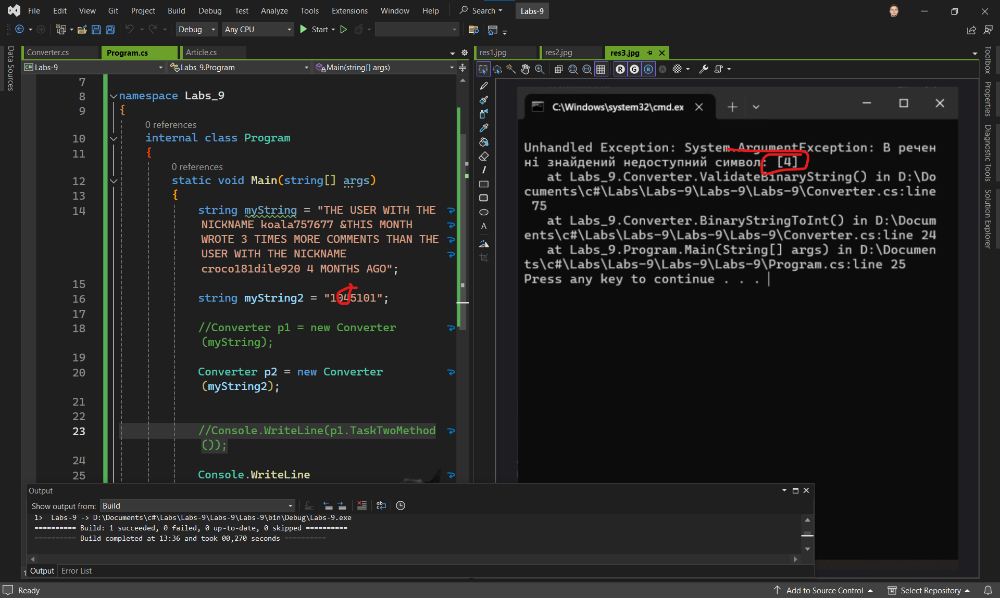 File Edit View Git Project Build Debug Test Analyze Tools Extensions Window Help Search Labs-9
Debug Any CPU Start
Data Sources
Converter.cs Program.cs Article.cs
Labs-9 Labs_9.Program Main(string[] args)
7
8 namespace Labs_9
9 {
0 references
10 internal class Program
11 {
0 references
12 static void Main(string[] args)
13 {
14 string myString = "THE USER WITH THE
NICKNAME koala757677 &THIS MONTH
WROTE 3 TIMES MORE COMMENTS THAN THE
USER WITH THE NICKNAME
croco181dile920 4 MONTHS AGO";
15
16 string myString2 = "1045101";
17
18 //Converter p1 = new Converter
(myString);
19
20 Converter p2 = new Converter
(myString2);
21
22
23 //Console.WriteLine(p1.TaskTwoMethod
());
24
25 Console.WriteLine
res1.jpg res2.jpg res3.jpg
R G B A
A
C:\Windows\system32\cmd.ex
Unhandled Exception: System.ArgumentException: В речен
ні знайдений недоступний символ: [4]
at Labs_9.Converter.ValidateBinaryString() in D:\Do
cuments\c#\Labs\Labs-9\Labs-9\Labs-9\Converter.cs:line
75
at Labs_9.Converter.BinaryStringToInt() in D:\Docum
ents\c#\Labs\Labs-9\Labs-9\Labs-9\Converter.cs:line 24
at Labs_9.Program.Main(String[] args) in D:\Documen
ts\c#\Labs\Labs-9\Labs-9\Labs-9\Program.cs:line 25
Press any key to continue . . .
Toolbox
Properties
Diagnostic Tools
Solution Explorer
Output
Show output from: Build
1> Labs-9 -> D:\Documents\c#\Labs\Labs-9\Labs-9\Labs-9\bin\Debug\Labs-9.exe
========== Build: 1 succeeded, 0 failed, 0 up-to-date, 0 skipped ==========
========== Build completed at 13:36 and took 00,270 seconds ==========
1
Output Error List
Ready Add to Source Control Select Repository